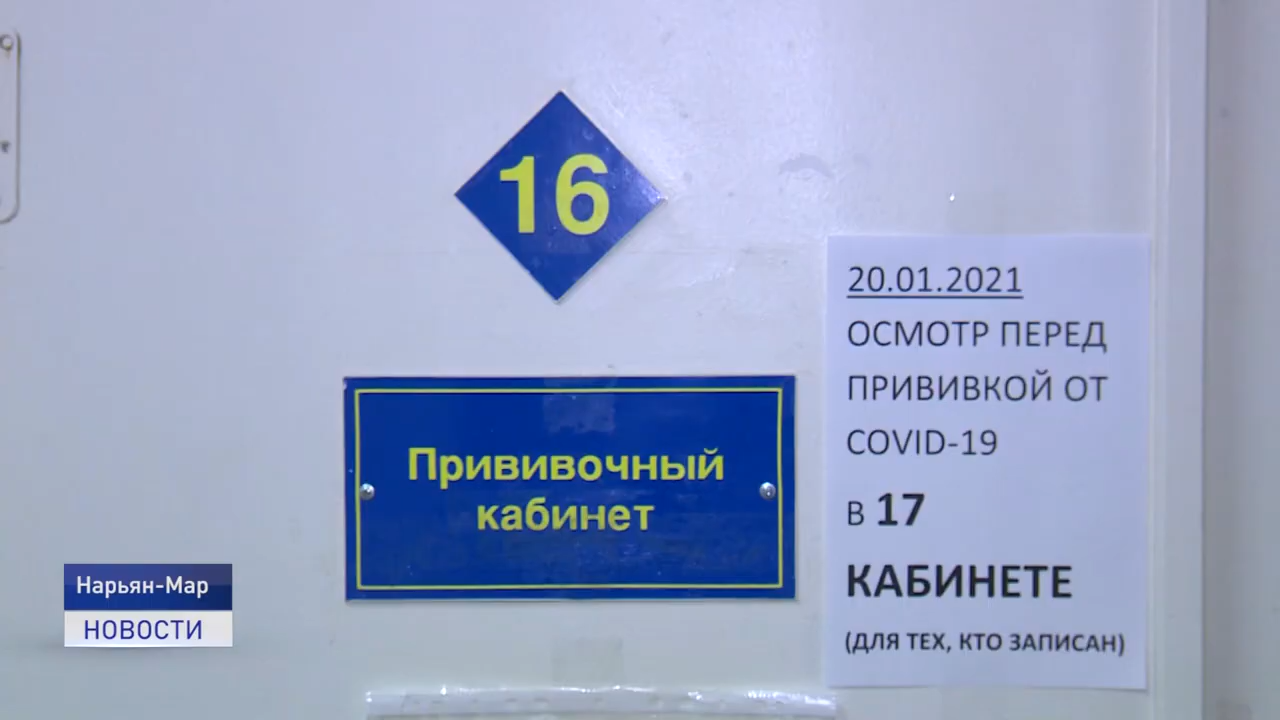 16
Прививочный
кабинет
20.01.2021
ОСМОТР ПЕРЕД
ПРИВИВКОЙ ОТ
COVID-19
В 17
КАБИНЕТЕ
(ДЛЯ ТЕХ, КТО ЗАПИСАН)
Нарьян-Мар
НОВОСТИ